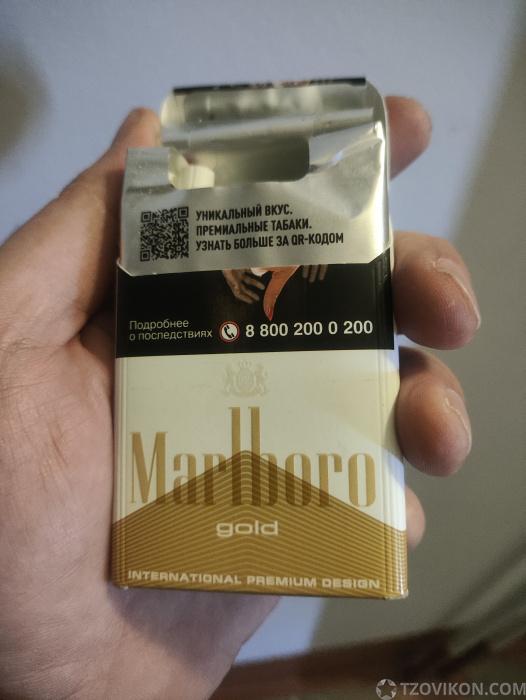 УНИКАЛЬНЫЙ ВКУС.
ПРЕМИАЛЬНЫЕ ТАБАКИ.
УЗНАТЬ БОЛЬШЕ ЗА QR-КОДОМ
Подробнее
о последствиях 8 800 200 0 200
Marlboro
gold
INTERNATIONAL PREMIUM DESIGN
TZOVIKON.COM